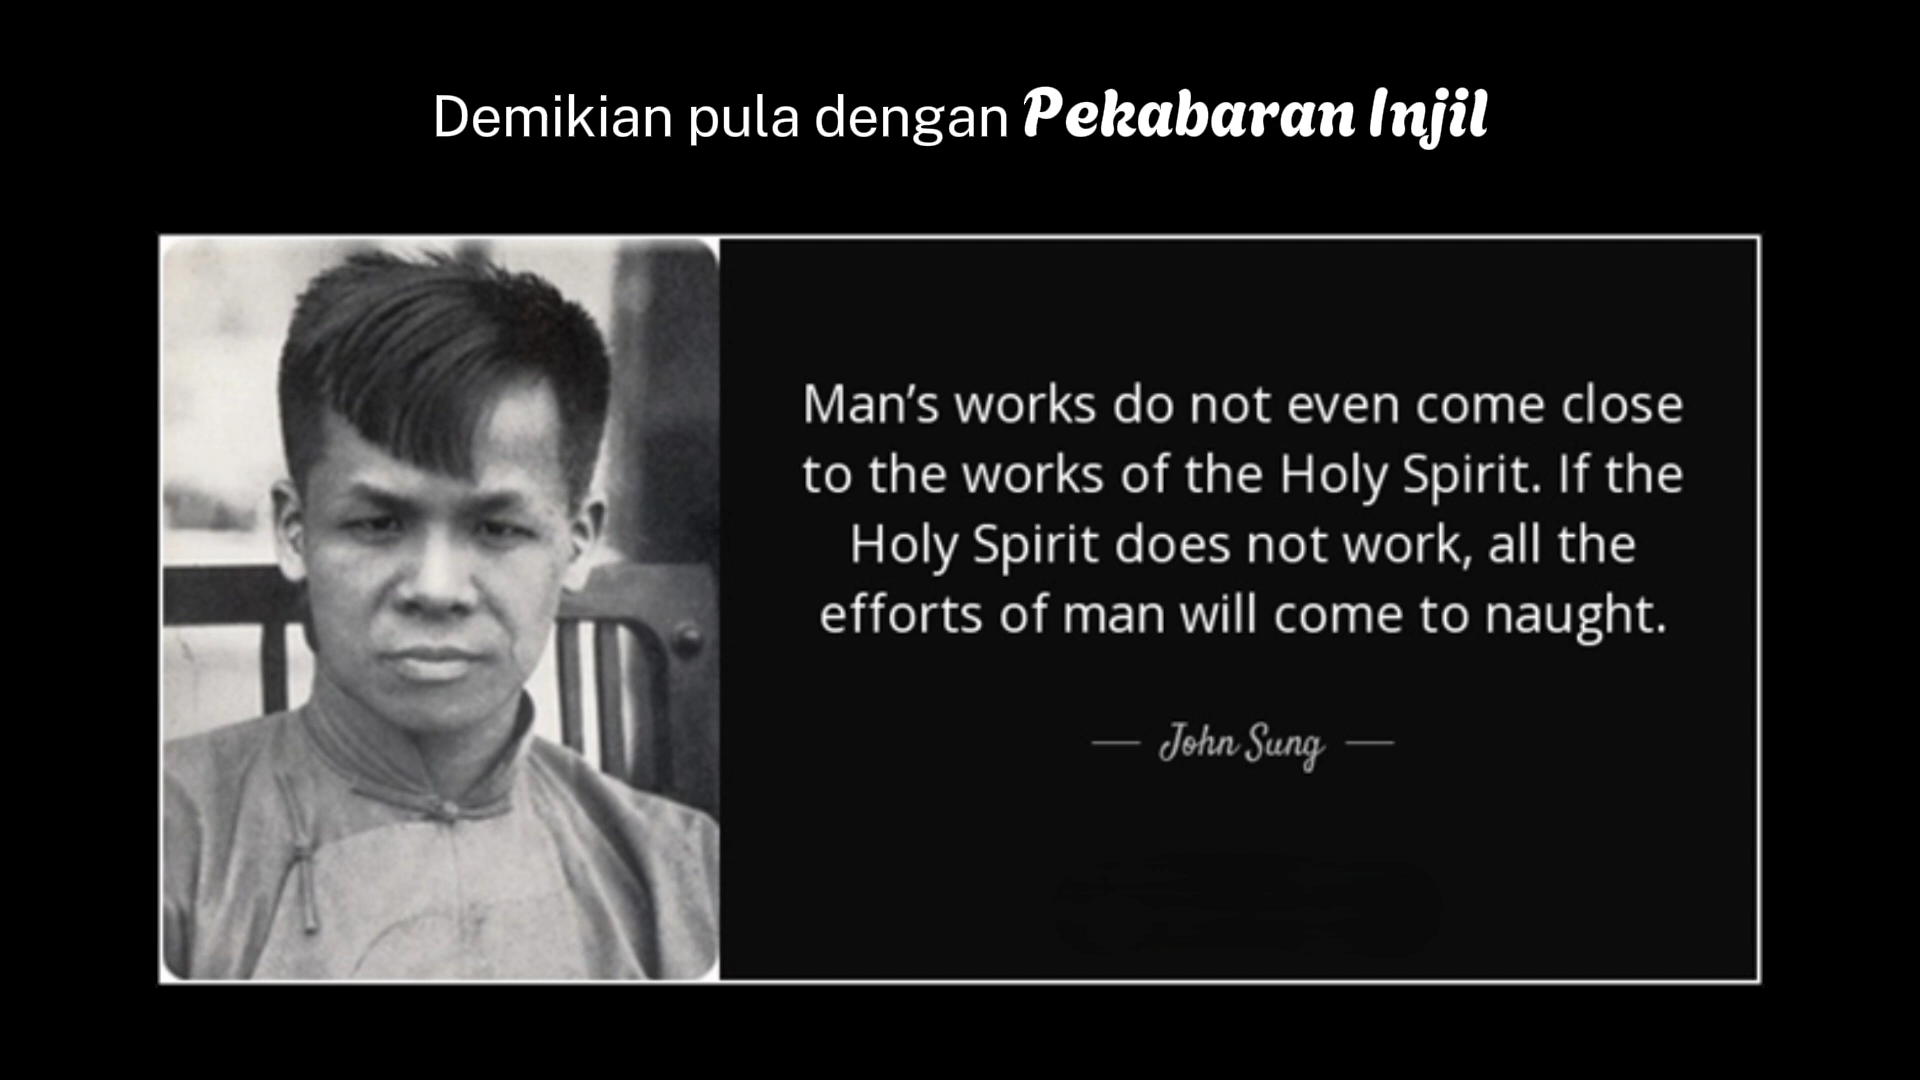 Demikian pula dengan Pekabaran Injil
Man’s works do not even come close
to the works of the Holy Spirit. If the
Holy Spirit does not work, all the
efforts of man will come to naught.
— John Sung —